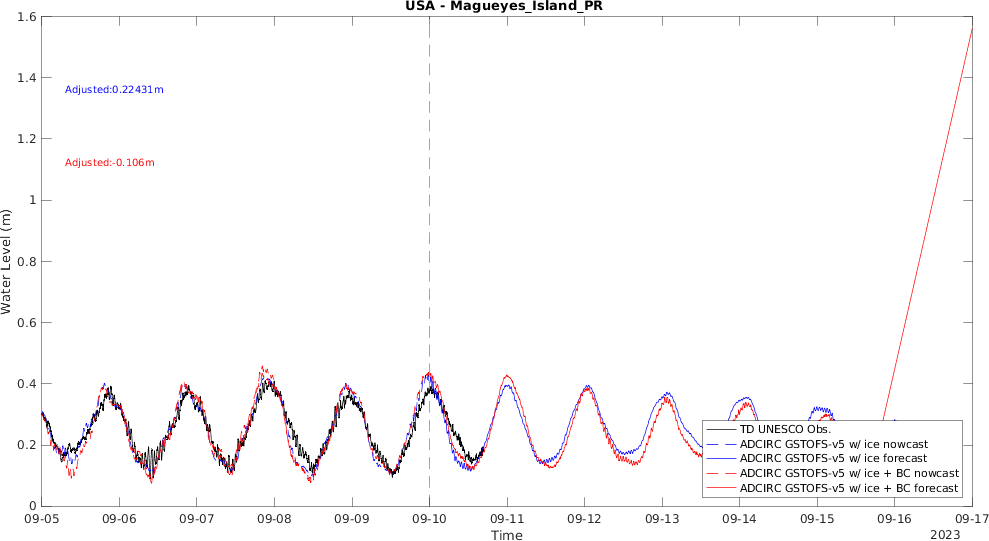 USA - Magueyes_Island_PR
1.6
1.4
1.2
1
0.8
0.6
0.4
0.2
0
Water Level (m)
Adjusted:0.22431m
Adjusted:-0.106m
TD UNESCO Obs.
ADCIRC GSTOFS-v5 w/ ice nowcast
ADCIRC GSTOFS-v5 w/ ice forecast
ADCIRC GSTOFS-v5 w/ ice + BC nowcast
ADCIRC GSTOFS-v5 w/ ice + BC forecast
09-05 09-06 09-07 09-08 09-09 09-10 09-11 09-12 09-13 09-14 09-15 09-16 09-17
2023
Time